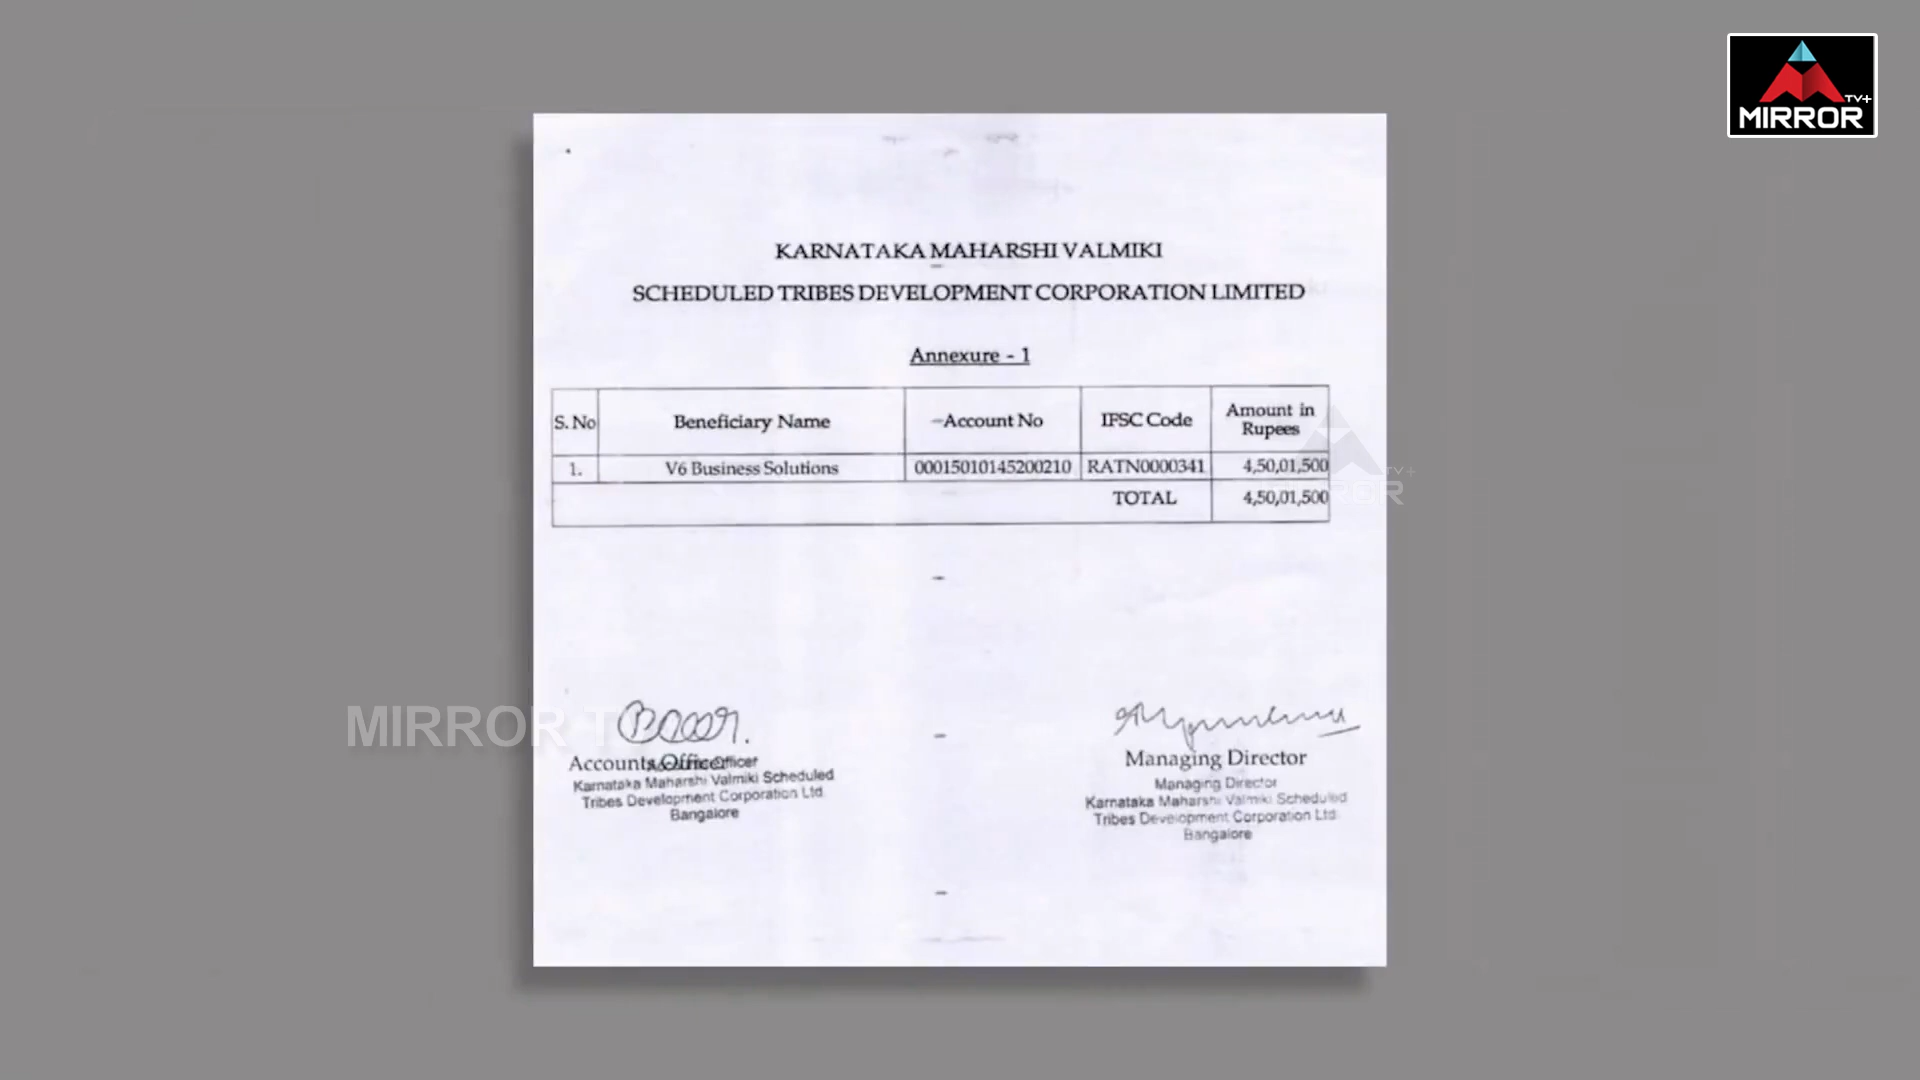 TV+
MIRROR
KARNATAKA MAHARSHI VALMIKI
SCHEDULED TRIBES DEVELOPMENT CORPORATION LIMITED
Annexure - 1
S. No Beneficiary Name Account No IFSC Code Amount in Rupees
1. V6 Business Solutions 00015010145200210 RATN0000341 4,50,01,500
TOTAL 4,50,01,500
MIRROR T
Accounts Officer
Accounts Officer
Karnataka Maharshi Valmiki Scheduled
Tribes Development Corporation Ltd
Bangalore
Managing Director
Managing Director
Karnataka Maharshi Valmiki Scheduled
Tribes Development Corporation Ltd
Bangalore